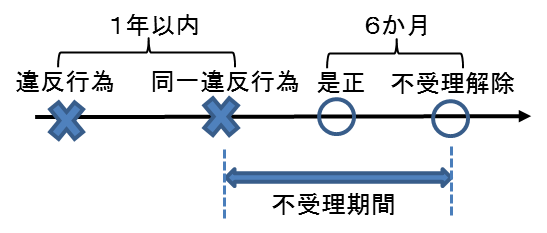 １年以内
６か月
違反行為
同一違反行為
是正
不受理解除
不受理期間